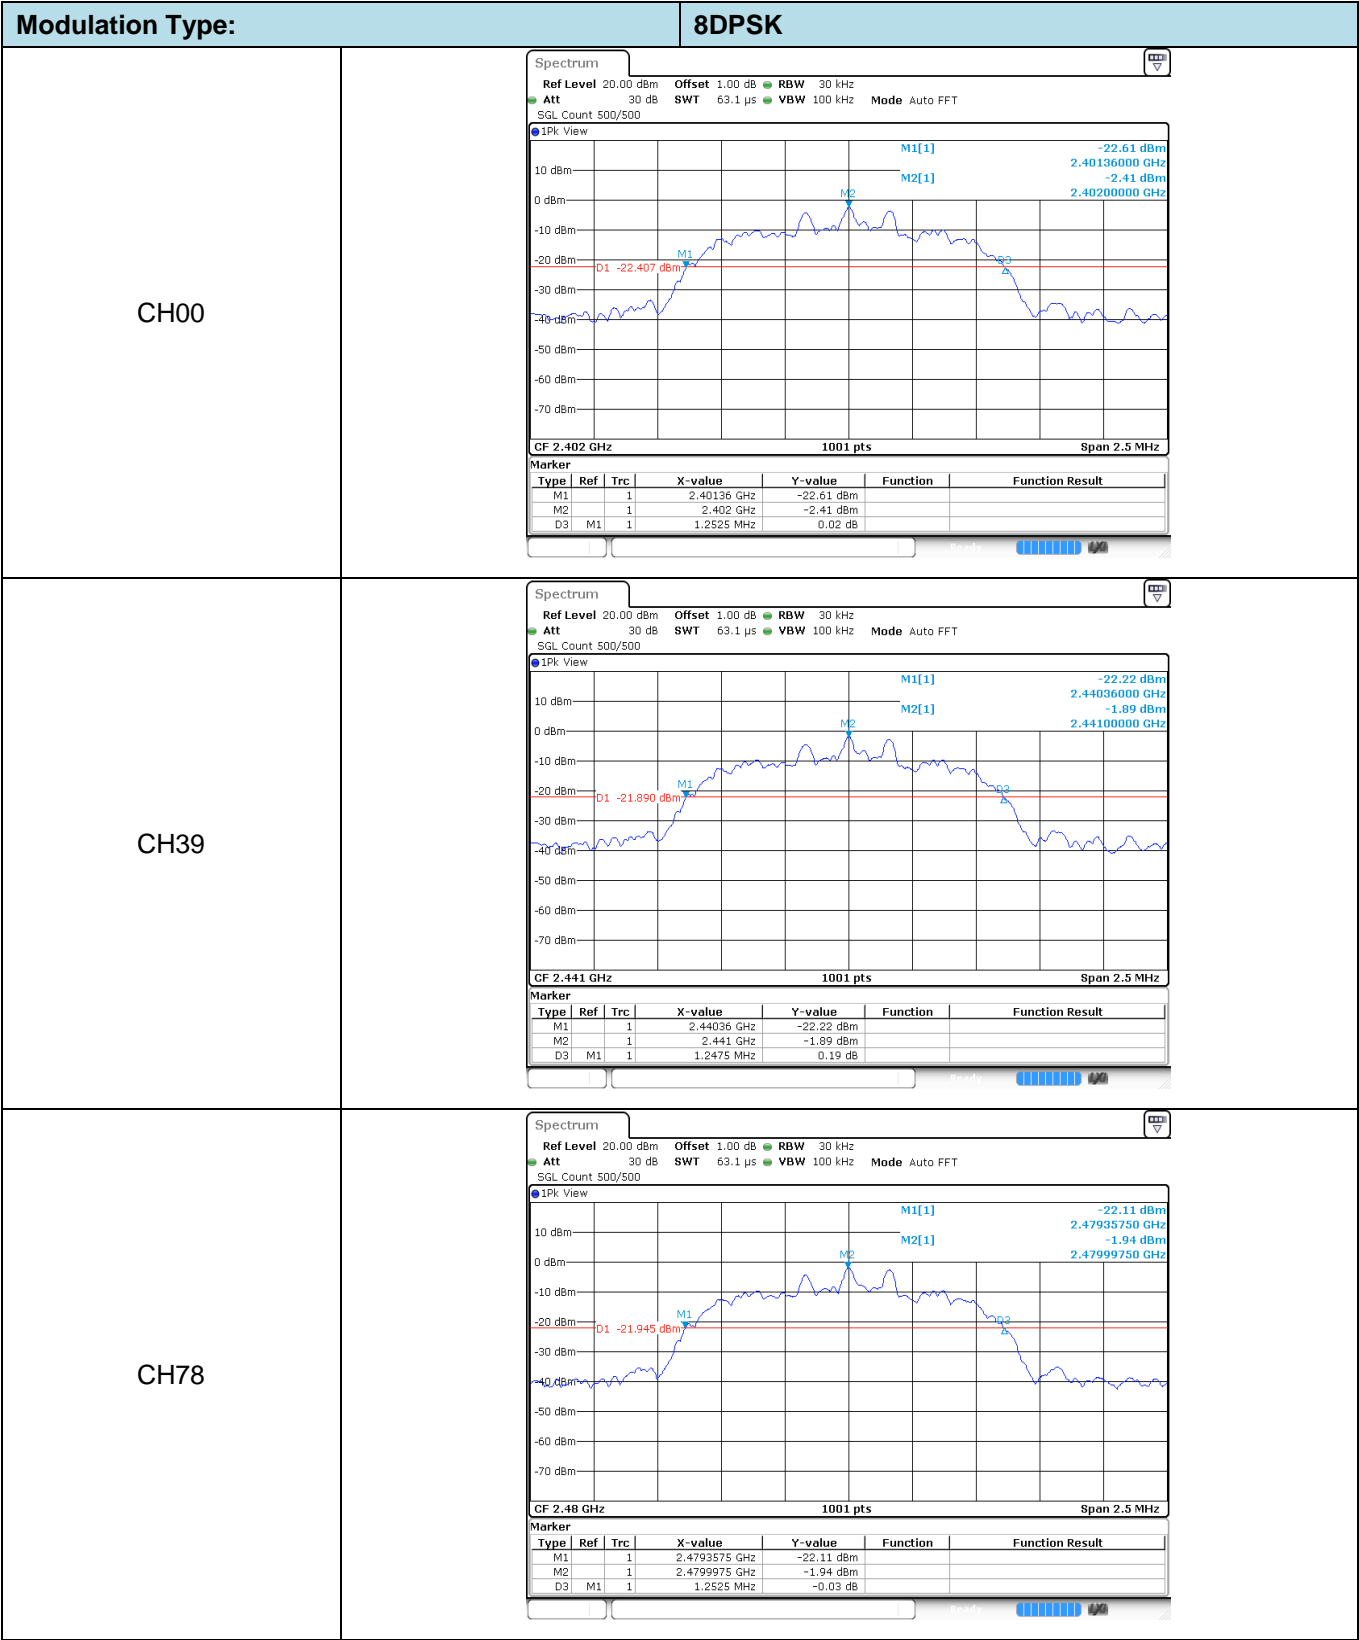 Modulation Type: 8DPSK
CH00
Spectrum
Ref Level 20.00 dBm Offset 1.00 dB RBW 30 kHz
Att 30 dB SWT 63.1 µs VBW 100 kHz Mode Auto FFT
SGL Count 500/500
1Pk View
M1[1] -22.61 dBm
2.40136000 GHz
10 dBm
M2[1] -2.41 dBm
2.40200000 GHz
M2
0 dBm
-10 dBm
M1
-20 dBm
D3
D1 -22.407 dBm
-30 dBm
-40 dBm
-50 dBm
-60 dBm
-70 dBm
CF 2.402 GHz 1001 pts Span 2.5 MHz
Marker
Type Ref Trc X-value Y-value Function Function Result
M1 1 2.40136 GHz -22.61 dBm
M2 1 2.402 GHz -2.41 dBm
D3 M1 1 1.2525 MHz 0.02 dB
CH39
Spectrum
Ref Level 20.00 dBm Offset 1.00 dB RBW 30 kHz
Att 30 dB SWT 63.1 µs VBW 100 kHz Mode Auto FFT
SGL Count 500/500
1Pk View
M1[1] -22.22 dBm
2.44036000 GHz
10 dBm
M2[1] -1.89 dBm
2.44100000 GHz
M2
0 dBm
-10 dBm
M1
-20 dBm
D3
D1 -21.890 dBm
-30 dBm
-40 dBm
-50 dBm
-60 dBm
-70 dBm
CF 2.441 GHz 1001 pts Span 2.5 MHz
Marker
Type Ref Trc X-value Y-value Function Function Result
M1 1 2.44036 GHz -22.22 dBm
M2 1 2.441 GHz -1.89 dBm
D3 M1 1 1.2475 MHz 0.19 dB
CH78
Spectrum
Ref Level 20.00 dBm Offset 1.00 dB RBW 30 kHz
Att 30 dB SWT 63.1 µs VBW 100 kHz Mode Auto FFT
SGL Count 500/500
1Pk View
M1[1] -22.11 dBm
2.47935750 GHz
10 dBm
M2[1] -1.94 dBm
2.47999750 GHz
M2
0 dBm
-10 dBm
M1
-20 dBm
D3
D1 -21.945 dBm
-30 dBm
-40 dBm
-50 dBm
-60 dBm
-70 dBm
CF 2.48 GHz 1001 pts Span 2.5 MHz
Marker
Type Ref Trc X-value Y-value Function Function Result
M1 1 2.4793575 GHz -22.11 dBm
M2 1 2.4799975 GHz -1.94 dBm
D3 M1 1 1.2525 MHz -0.03 dB